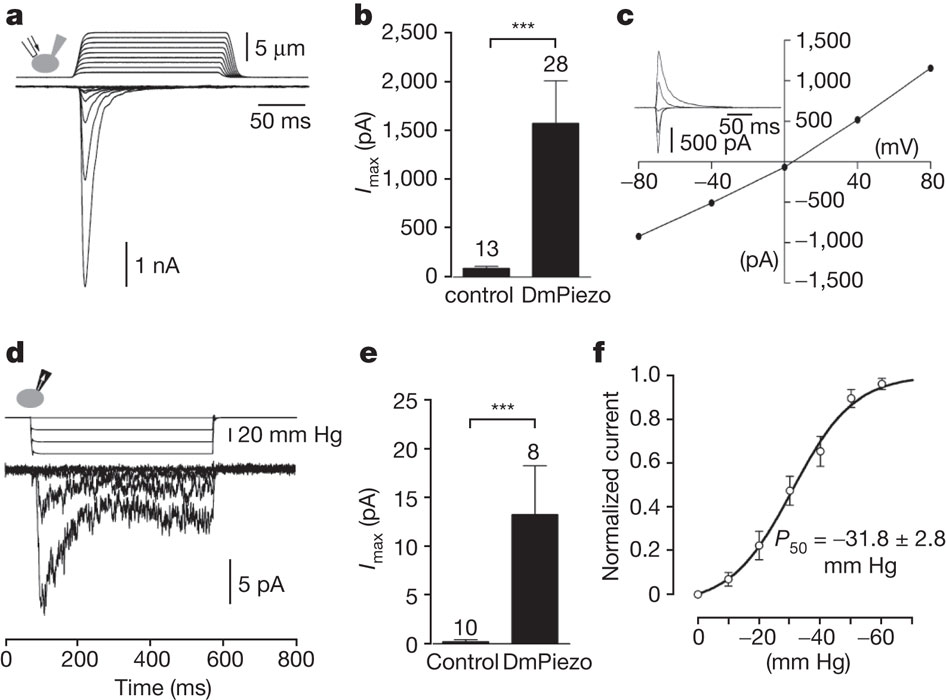 a
5 μm
50 ms
1 nA
b
***
2,500
2,000
1,500
1,000
500
0
Imax (pA)
13
28
control DmPiezo
c
1,500
1,000
500
(mV)
50 ms
500 pA
−80 −40 40 80
−500
−1,000
−1,500
(pA)
d
20 mm Hg
5 pA
0 200 400 600 800
Time (ms)
e
***
25
20
15
10
5
0
Imax (pA)
10
8
Control DmPiezo
f
1.0
0.8
0.6
0.4
0.2
0
Normalized current
P50 = −31.8 ± 2.8
mm Hg
0 −20 −40 −60
(mm Hg)